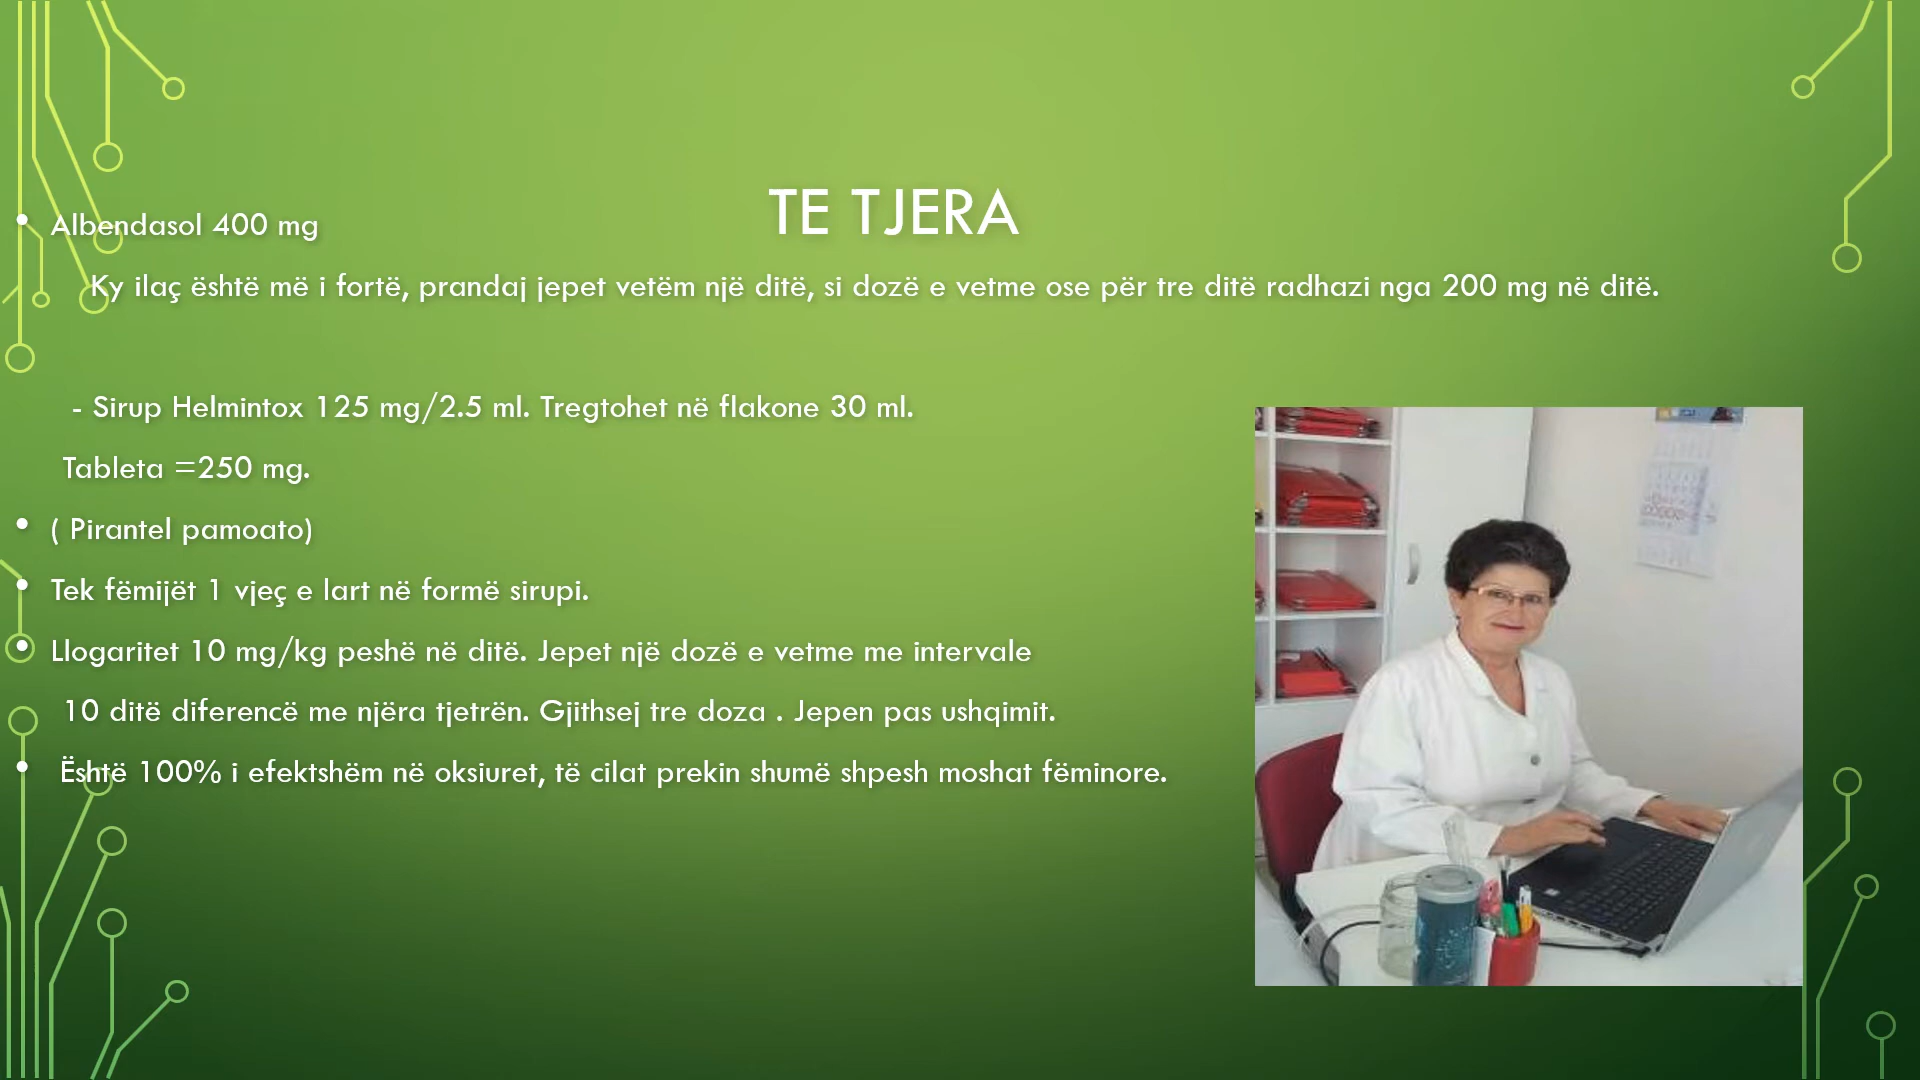 TE TJERA
• Albendasol 400 mg
Ky ilaç është më i fortë, prandaj jepet vetëm një ditë, si dozë e vetme ose për tre ditë radhazi nga 200 mg në ditë.
- Sirup Helmintox 125 mg/2.5 ml. Tregtohet në flakone 30 ml.
Tableta =250 mg.
• ( Pirantel pamoato)
• Tek fëmijët 1 vjeç e lart në formë sirupi.
• Llogaritet 10 mg/kg peshë në ditë. Jepet një dozë e vetme me intervale
10 ditë diferencë me njëra tjetrën. Gjithsej tre doza . Jepen pas ushqimit.
• Është 100% i efektshëm në oksiuret, të cilat prekin shumë shpesh moshat fëminore.